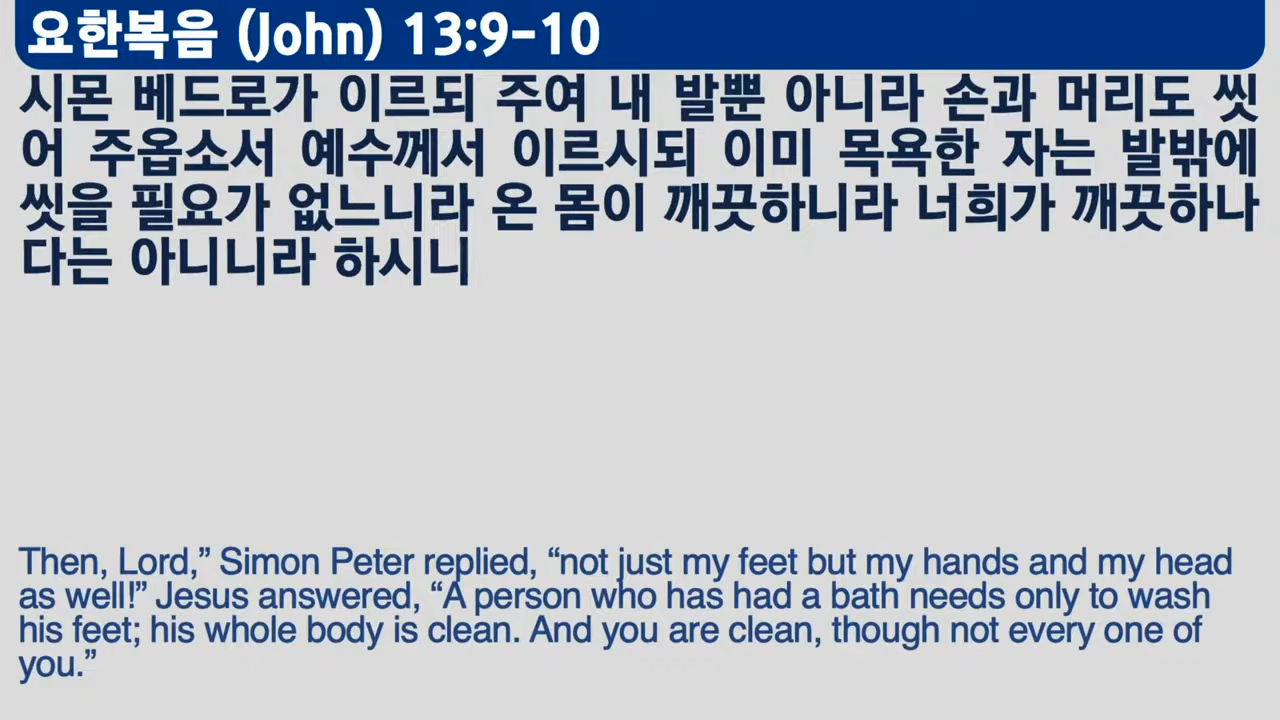 요한복음 (John) 13:9-10
시몬 베드로가 이르되 주여 내 발뿐 아니라 손과 머리도 씻
어 주옵소서 예수께서 이르시되 이미 목욕한 자는 발밖에
씻을 필요가 없느니라 온 몸이 깨끗하니라 너희가 깨끗하나
다는 아니니라 하시니
Then, Lord,” Simon Peter replied, “not just my feet but my hands and my head
as well!” Jesus answered, “A person who has had a bath needs only to wash
his feet; his whole body is clean. And you are clean, though not every one of
you.”